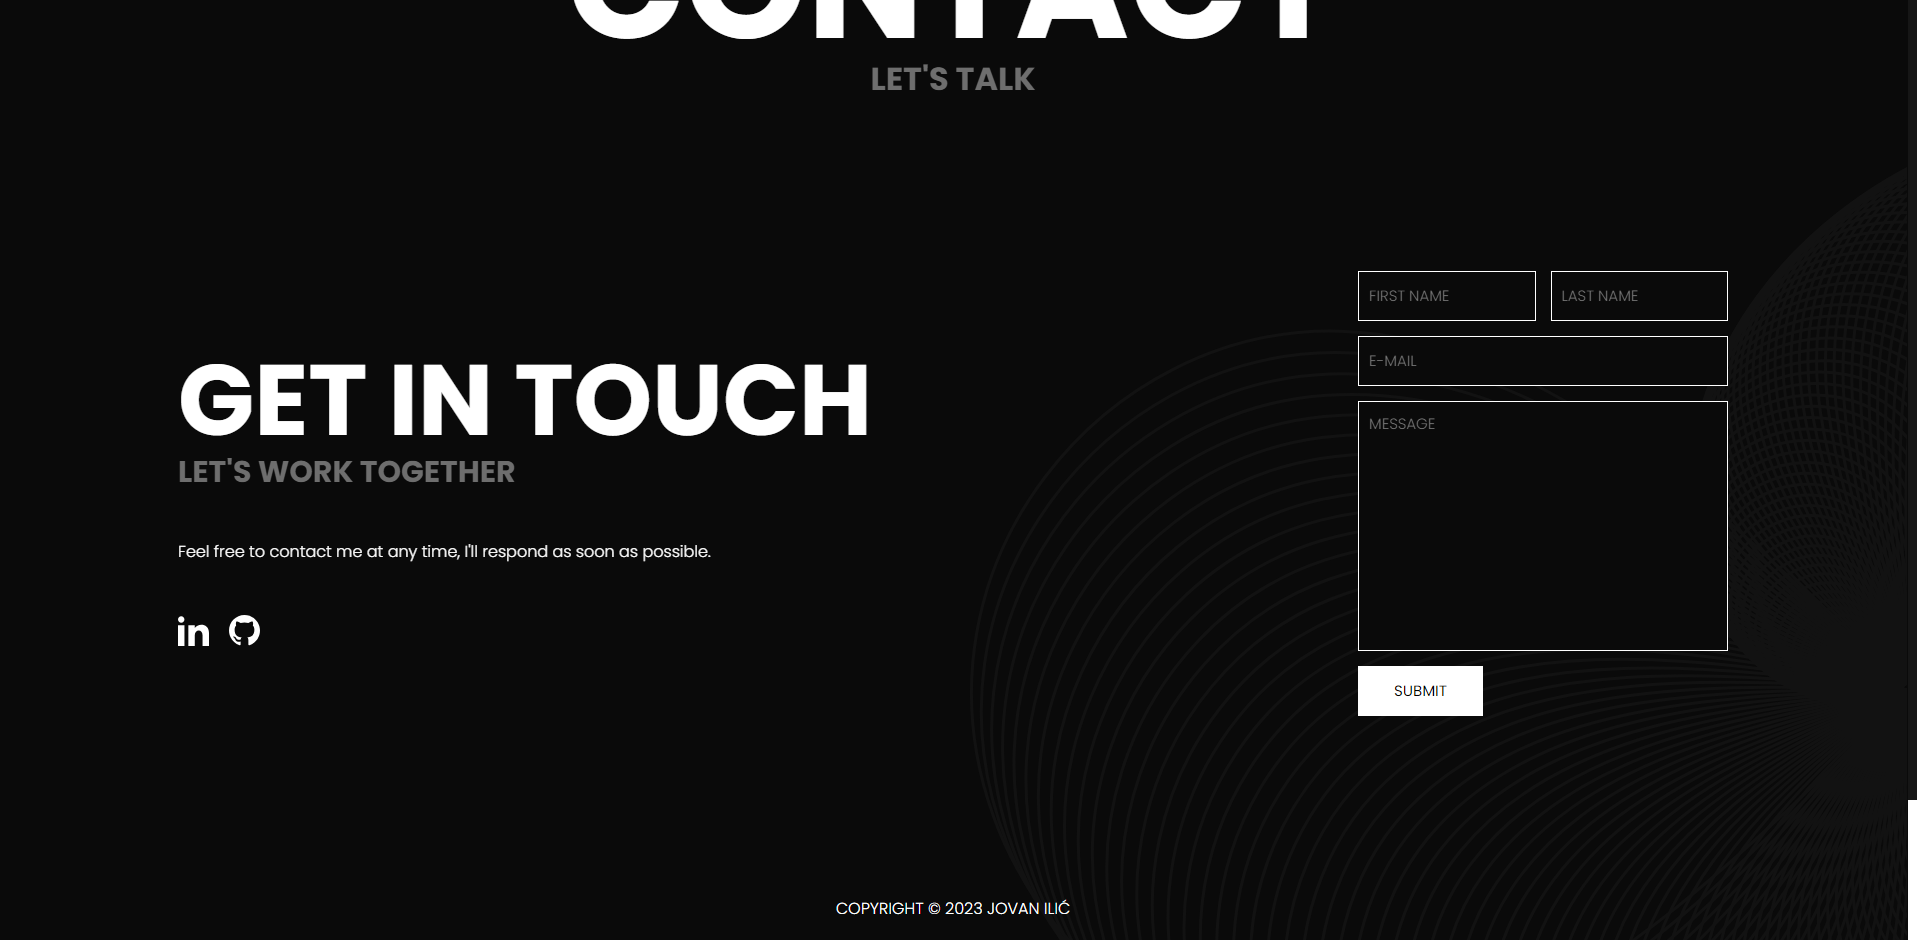 CONTACT
LET'S TALK
GET IN TOUCH
LET'S WORK TOGETHER
Feel free to contact me at any time, I'll respond as soon as possible.
in
FIRST NAME
LAST NAME
E-MAIL
MESSAGE
SUBMIT
COPYRIGHT © 2023 JOVAN ILIĆ